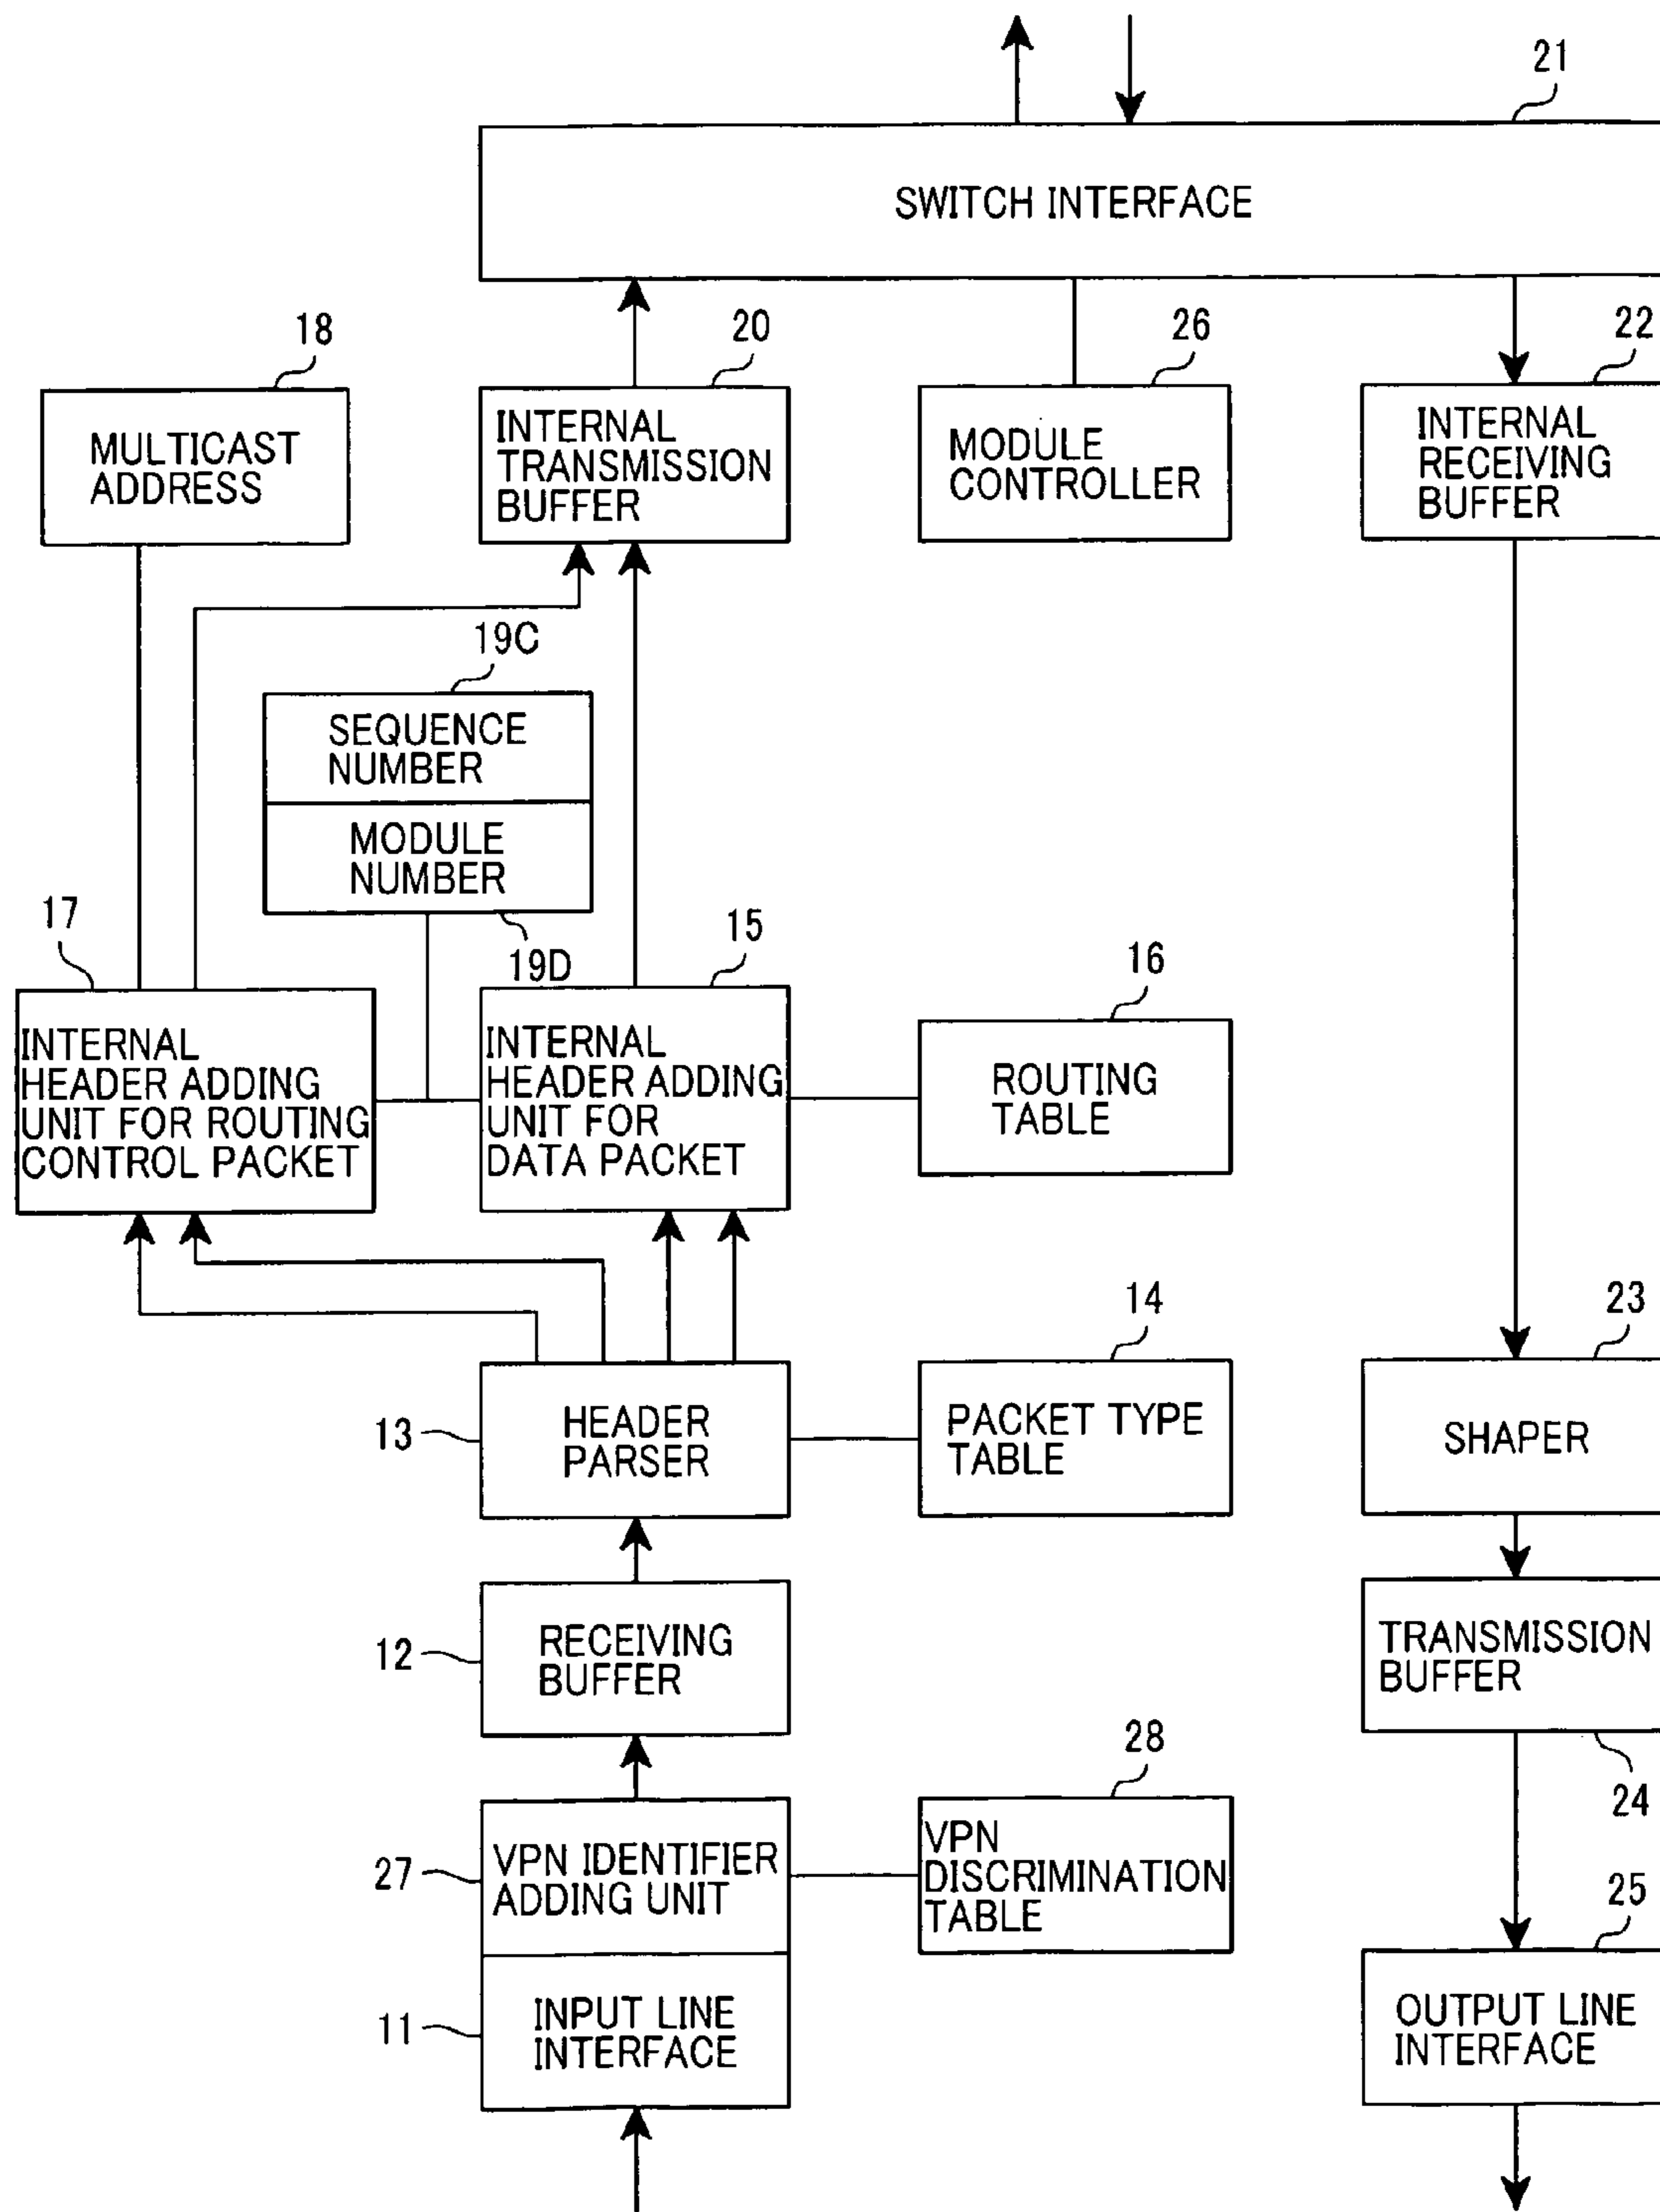 21
SWITCH INTERFACE
18
20
26
22
MULTICAST
ADDRESS
INTERNAL
TRANSMISSION
BUFFER
MODULE
CONTROLLER
INTERNAL
RECEIVING
BUFFER
19C
SEQUENCE
NUMBER
MODULE
NUMBER
19D
17
15
16
INTERNAL
HEADER ADDING
UNIT FOR ROUTING
CONTROL PACKET
INTERNAL
HEADER ADDING
UNIT FOR
DATA PACKET
ROUTING
TABLE
14
23
13
HEADER
PARSER
PACKET TYPE
TABLE
SHAPER
12
RECEIVING
BUFFER
TRANSMISSION
BUFFER
24
28
27
VPN IDENTIFIER
ADDING UNIT
VPN
DISCRIMINATION
TABLE
25
11
INPUT LINE
INTERFACE
OUTPUT LINE
INTERFACE